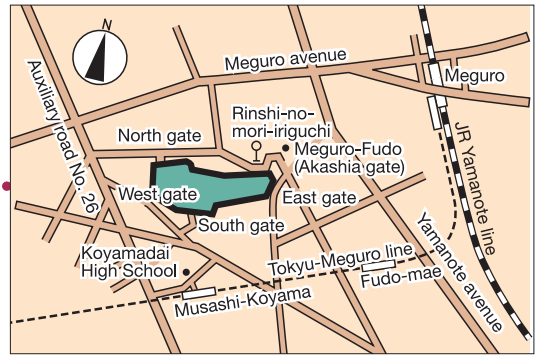 N
Meguro avenue
Meguro
Auxiliary road No. 26
Rinshi-no-
mori-iriguchi
North gate
Meguro-Fudo
(Akashia gate)
JR Yamanote line
West gate
East gate
South gate
Koyamadai
High School
Tokyu-Meguro line
Yamanote avenue
Fudo-mae
Musashi-Koyama